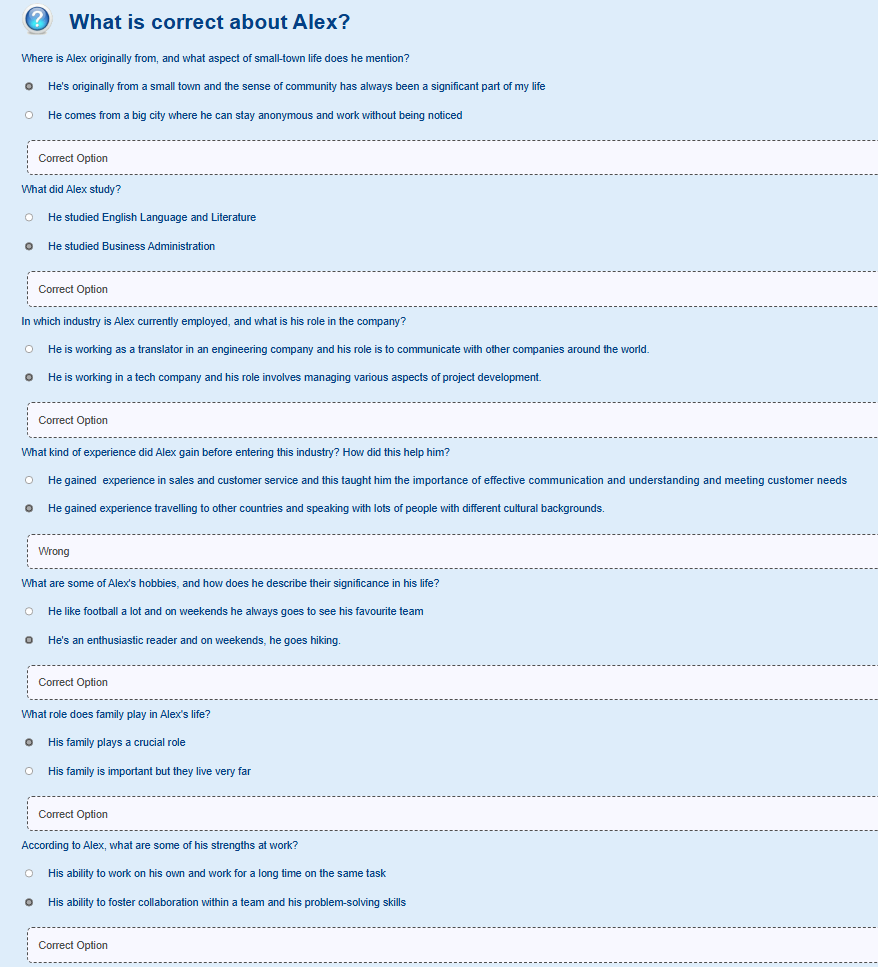 What is correct about Alex?
Where is Alex originally from, and what aspect of small-town life does he mention?
He's originally from a small town and the sense of community has always been a significant part of my life
He comes from a big city where he can stay anonymous and work without being noticed
Correct Option
What did Alex study?
He studied English Language and Literature
He studied Business Administration
Correct Option
In which industry is Alex currently employed, and what is his role in the company?
He is working as a translator in an engineering company and his role is to communicate with other companies around the world.
He is working in a tech company and his role involves managing various aspects of project development.
Correct Option
What kind of experience did Alex gain before entering this industry? How did this help him?
He gained  experience in sales and customer service and this taught him the importance of effective communication and understanding and meeting customer needs
He gained experience travelling to other countries and speaking with lots of people with different cultural backgrounds.
Wrong
What are some of Alex's hobbies, and how does he describe their significance in his life?
He like football a lot and on weekends he always goes to see his favourite team
He's an enthusiastic reader and on weekends, he goes hiking.
Correct Option
What role does family play in Alex's life?
His family plays a crucial role
His family is important but they live very far
Correct Option
According to Alex, what are some of his strengths at work?
His ability to work on his own and work for a long time on the same task
His ability to foster collaboration within a team and his problem-solving skills
Correct Option